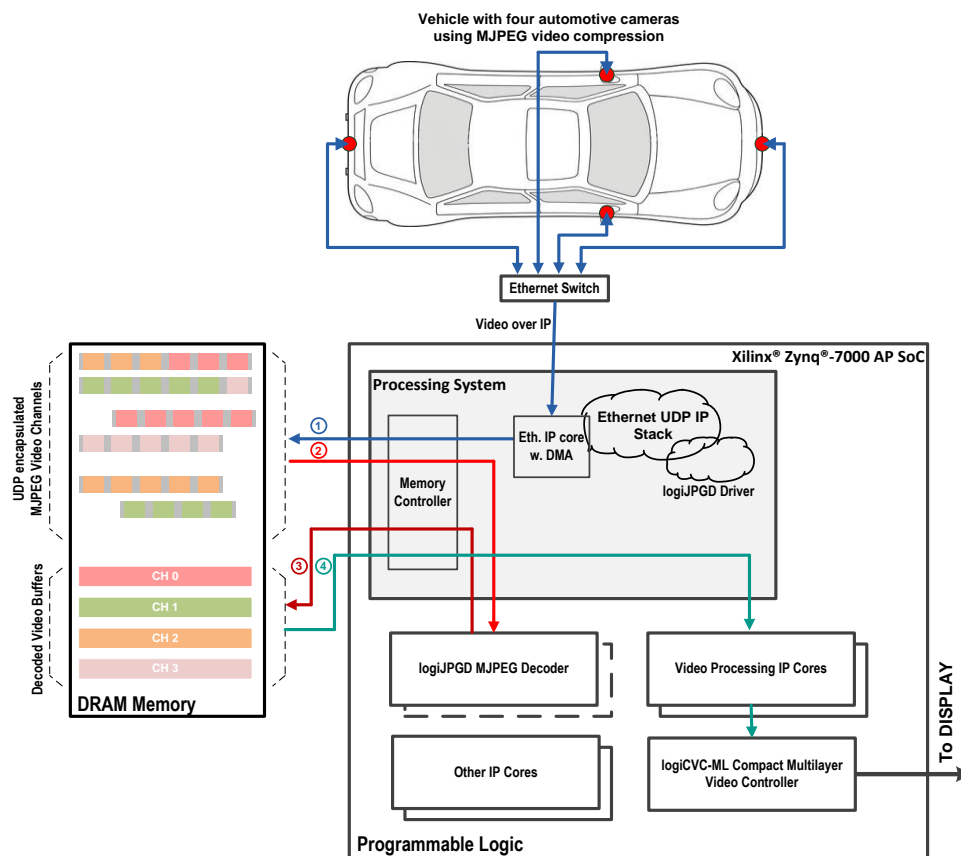 Vehicle with four automotive cameras
using MJPEG video compression
Ethernet Switch
Video over IP
Xilinx® Zynq®-7000 AP SoC
Processing System
Ethernet UDP IP
Stack
Eth. IP core
w. DMA
logiJPGD Driver
Memory
Controller
UDP encapsulated
MJPEG Video Channels
1
2
3
4
Decoded Video Buffers
CH 0
CH 1
CH 2
CH 3
DRAM Memory
logiJPGD MJPEG Decoder
Video Processing IP Cores
Other IP Cores
logiCVC-ML Compact Multilayer
Video Controller
To DISPLAY
Programmable Logic